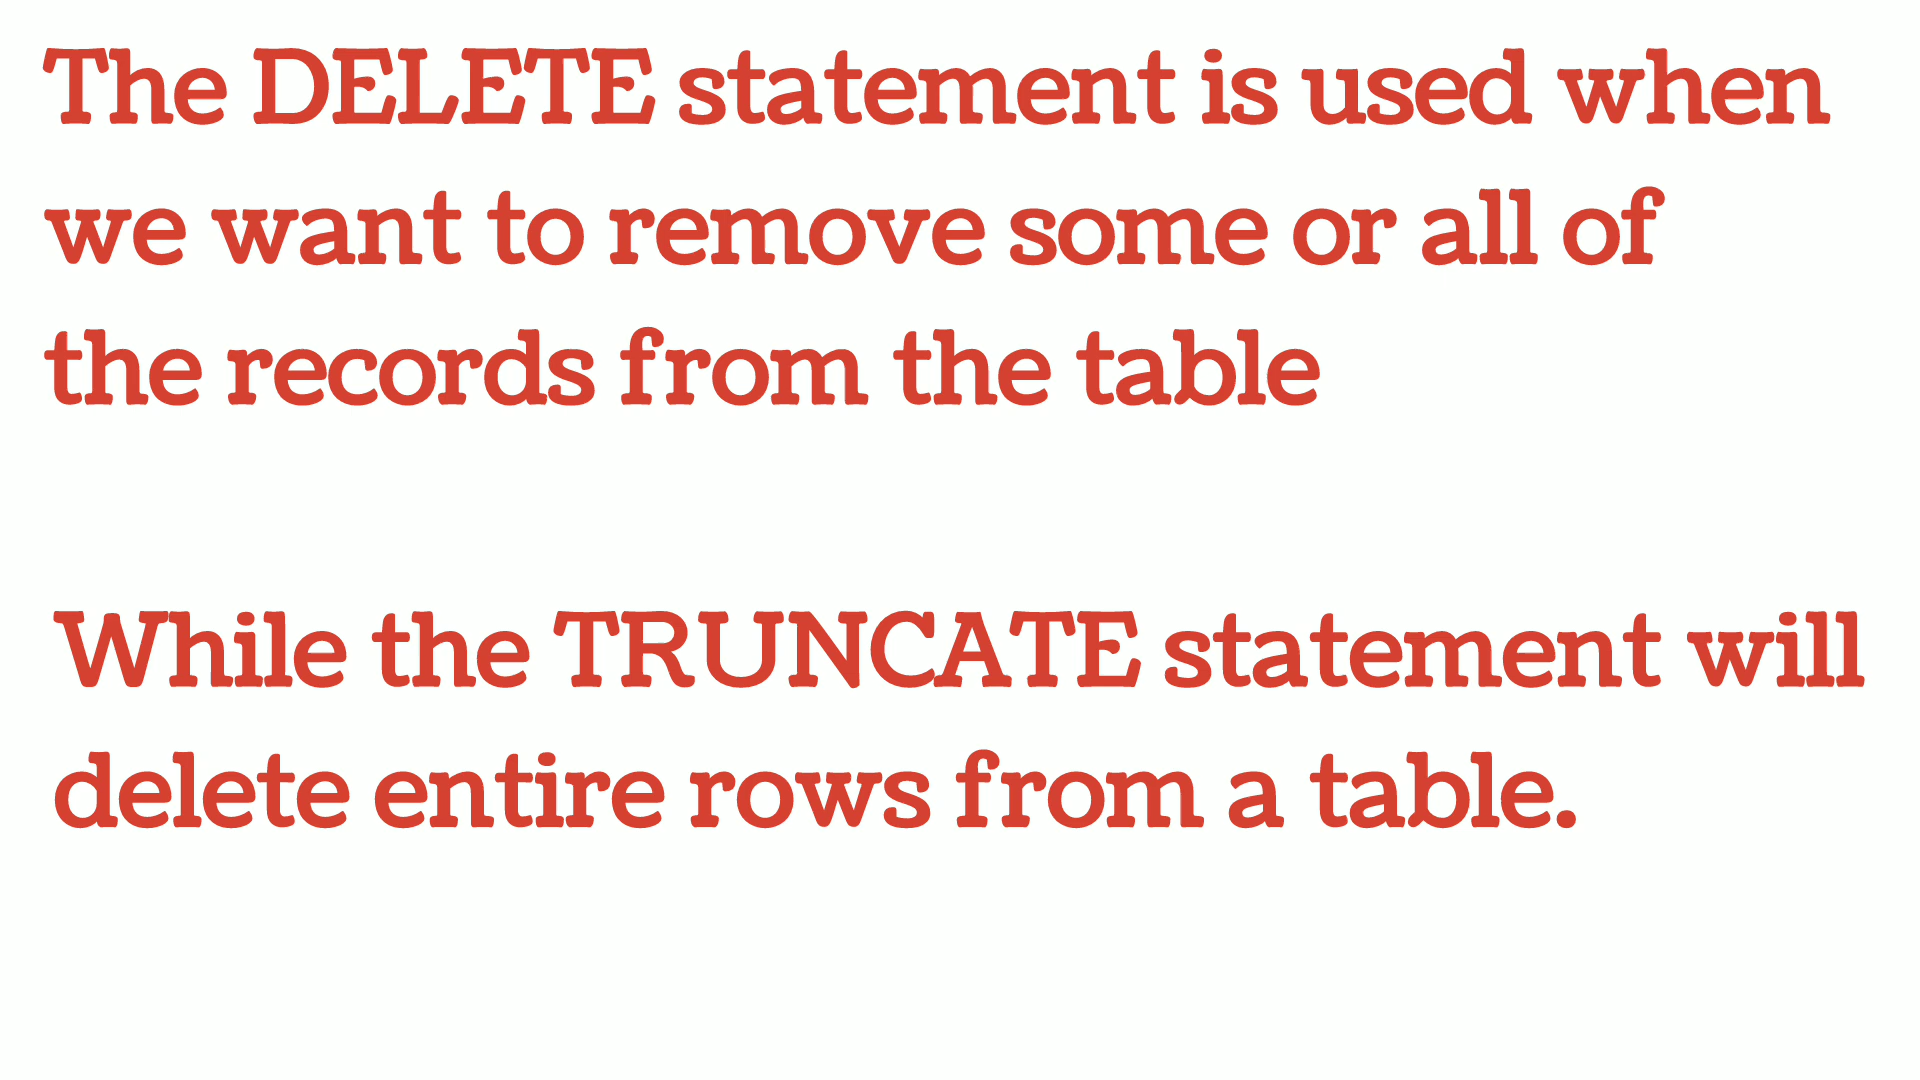 The DELETE statement is used when
we want to remove some or all of
the records from the table
While the TRUNCATE statement will
delete entire rows from a table.